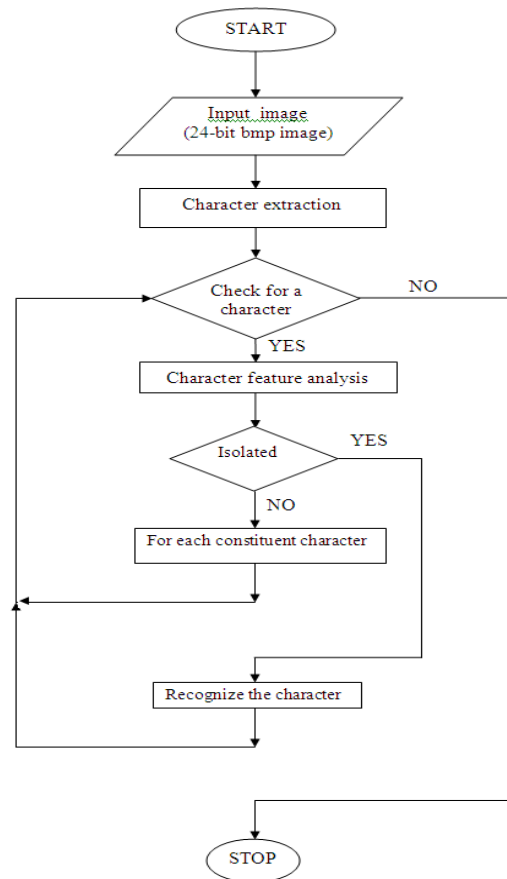 START
Input image
(24-bit bmp image)
Character extraction
Check for a
character
NO
YES
Character feature analysis
Isolated
YES
NO
For each constituent character
Recognize the character
STOP